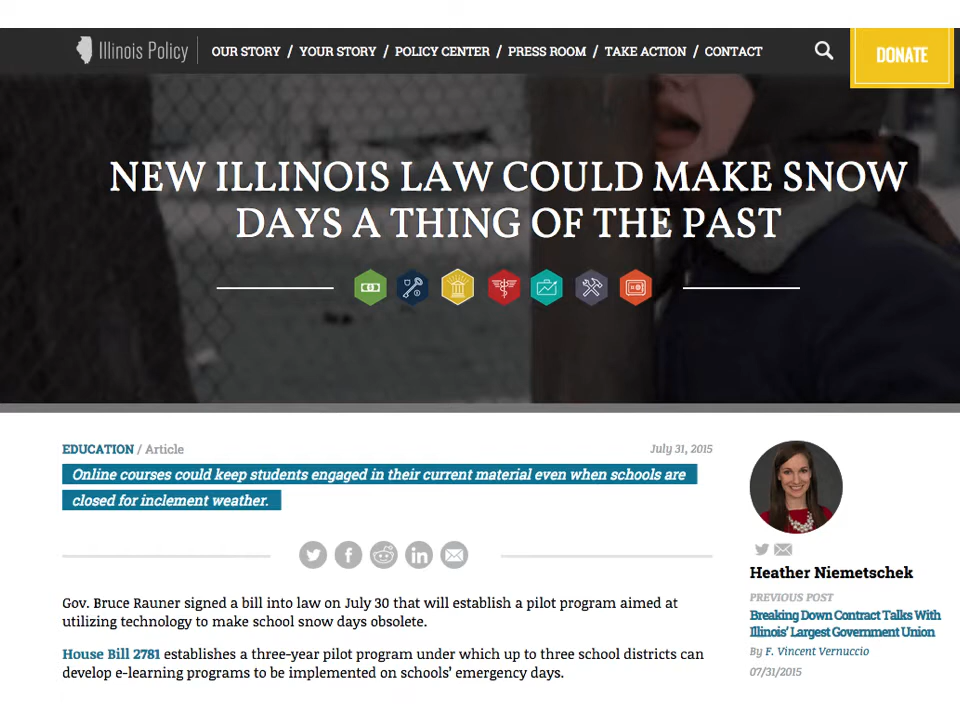 Illinois Policy
OUR STORY / YOUR STORY / POLICY CENTER / PRESS ROOM / TAKE ACTION / CONTACT
DONATE
NEW ILLINOIS LAW COULD MAKE SNOW
DAYS A THING OF THE PAST
EDUCATION / Article
July 31, 2015
Online courses could keep students engaged in their current material even when schools are
closed for inclement weather.
Gov. Bruce Rauner signed a bill into law on July 30 that will establish a pilot program aimed at
utilizing technology to make school snow days obsolete.
House Bill 2781 establishes a three-year pilot program under which up to three school districts can
develop e-learning programs to be implemented on schools' emergency days.
Heather Niemetschek
PREVIOUS POST
Breaking Down Contract Talks With
Illinois' Largest Government Union
By F. Vincent Vernuccio
07/31/2015